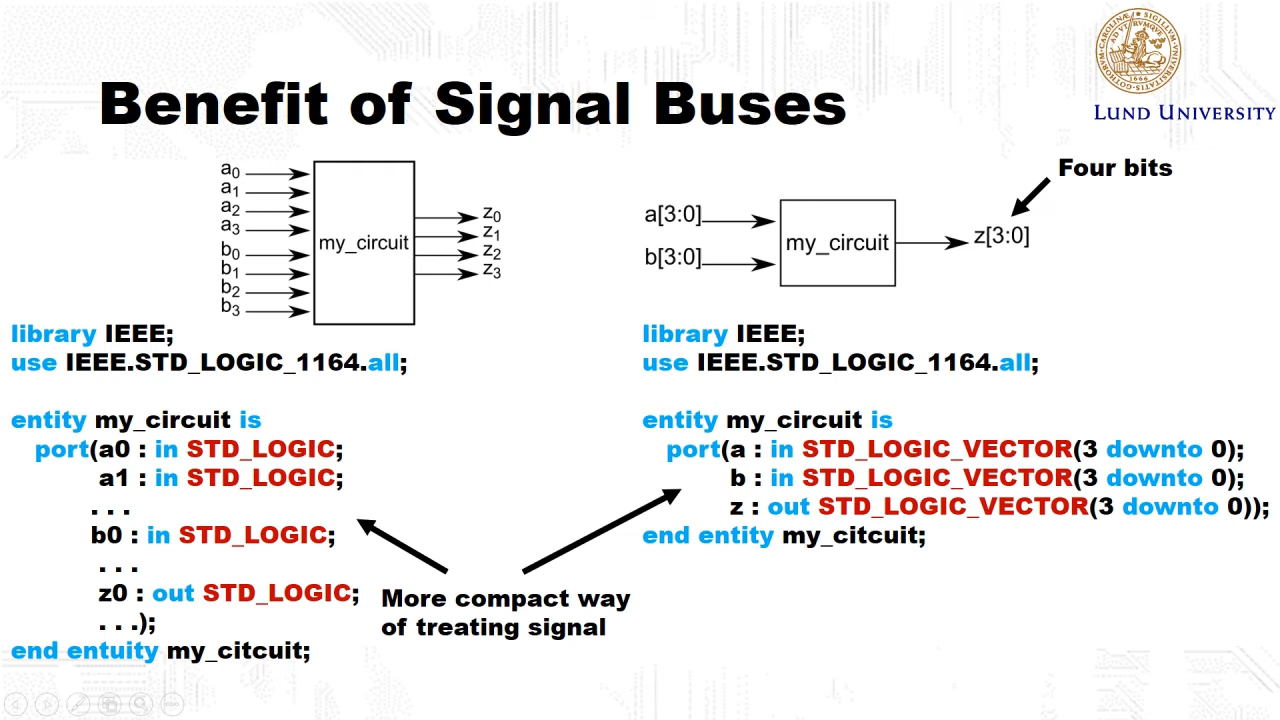 Benefit of Signal Buses
LUND UNIVERSITY
a0
a1
a2
a3
b0
b1
b2
b3
my_circuit
z0
z1
z2
z3
a[3:0]
b[3:0]
my_circuit
z[3:0]
Four bits
library IEEE;
use IEEE.STD_LOGIC_1164.all;
entity my_circuit is
port(a0 : in STD_LOGIC;
a1 : in STD_LOGIC;
. . .
b0 : in STD_LOGIC;
. . .
z0 : out STD_LOGIC;
. . .);
end entuity my_citcuit;
More compact way
of treating signal
library IEEE;
use IEEE.STD_LOGIC_1164.all;
entity my_circuit is
port(a : in STD_LOGIC_VECTOR(3 downto 0);
b : in STD_LOGIC_VECTOR(3 downto 0);
z : out STD_LOGIC_VECTOR(3 downto 0));
end entity my_citcuit;